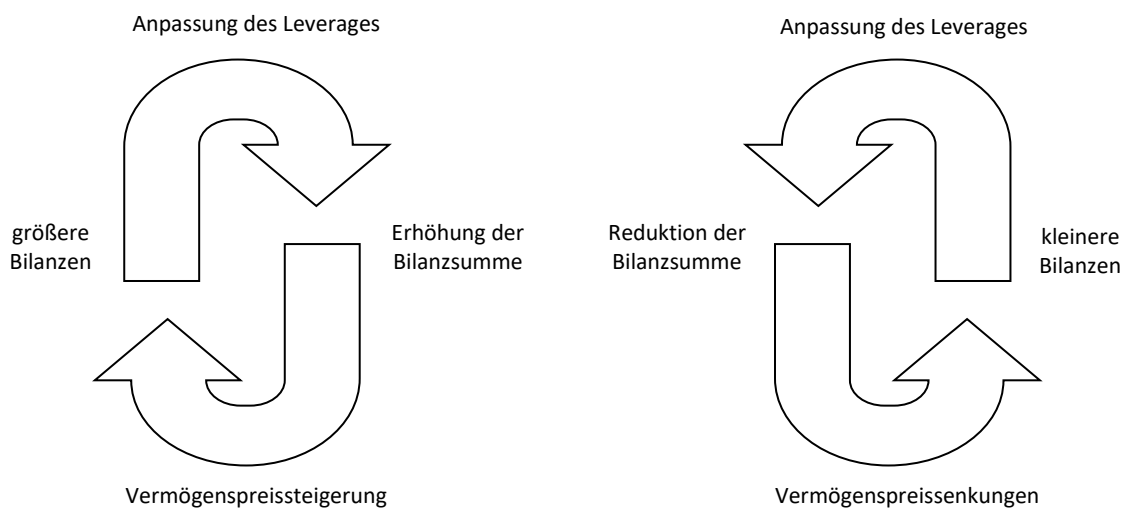 Anpassung des Leverages
größere
Bilanzen
Erhöhung der
Bilanzsumme
Vermögenspreissteigerung
Anpassung des Leverages
Reduktion der
Bilanzsumme
kleinere
Bilanzen
Vermögenspreissenkungen